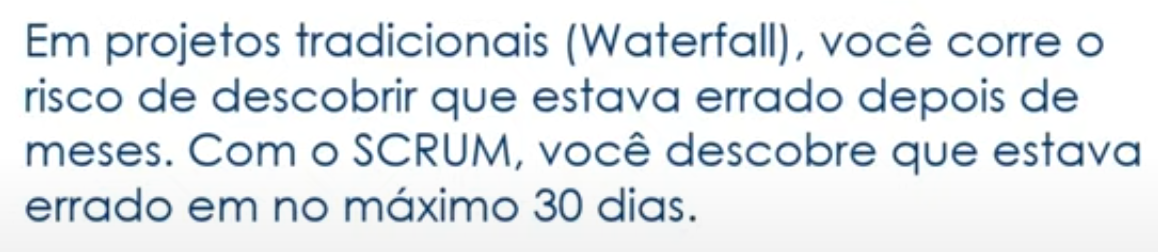 Em projetos tradicionais (Waterfall), você corre o
risco de descobrir que estava errado depois de
meses. Com o SCRUM, você descobre que estava
errado em no máximo 30 dias.